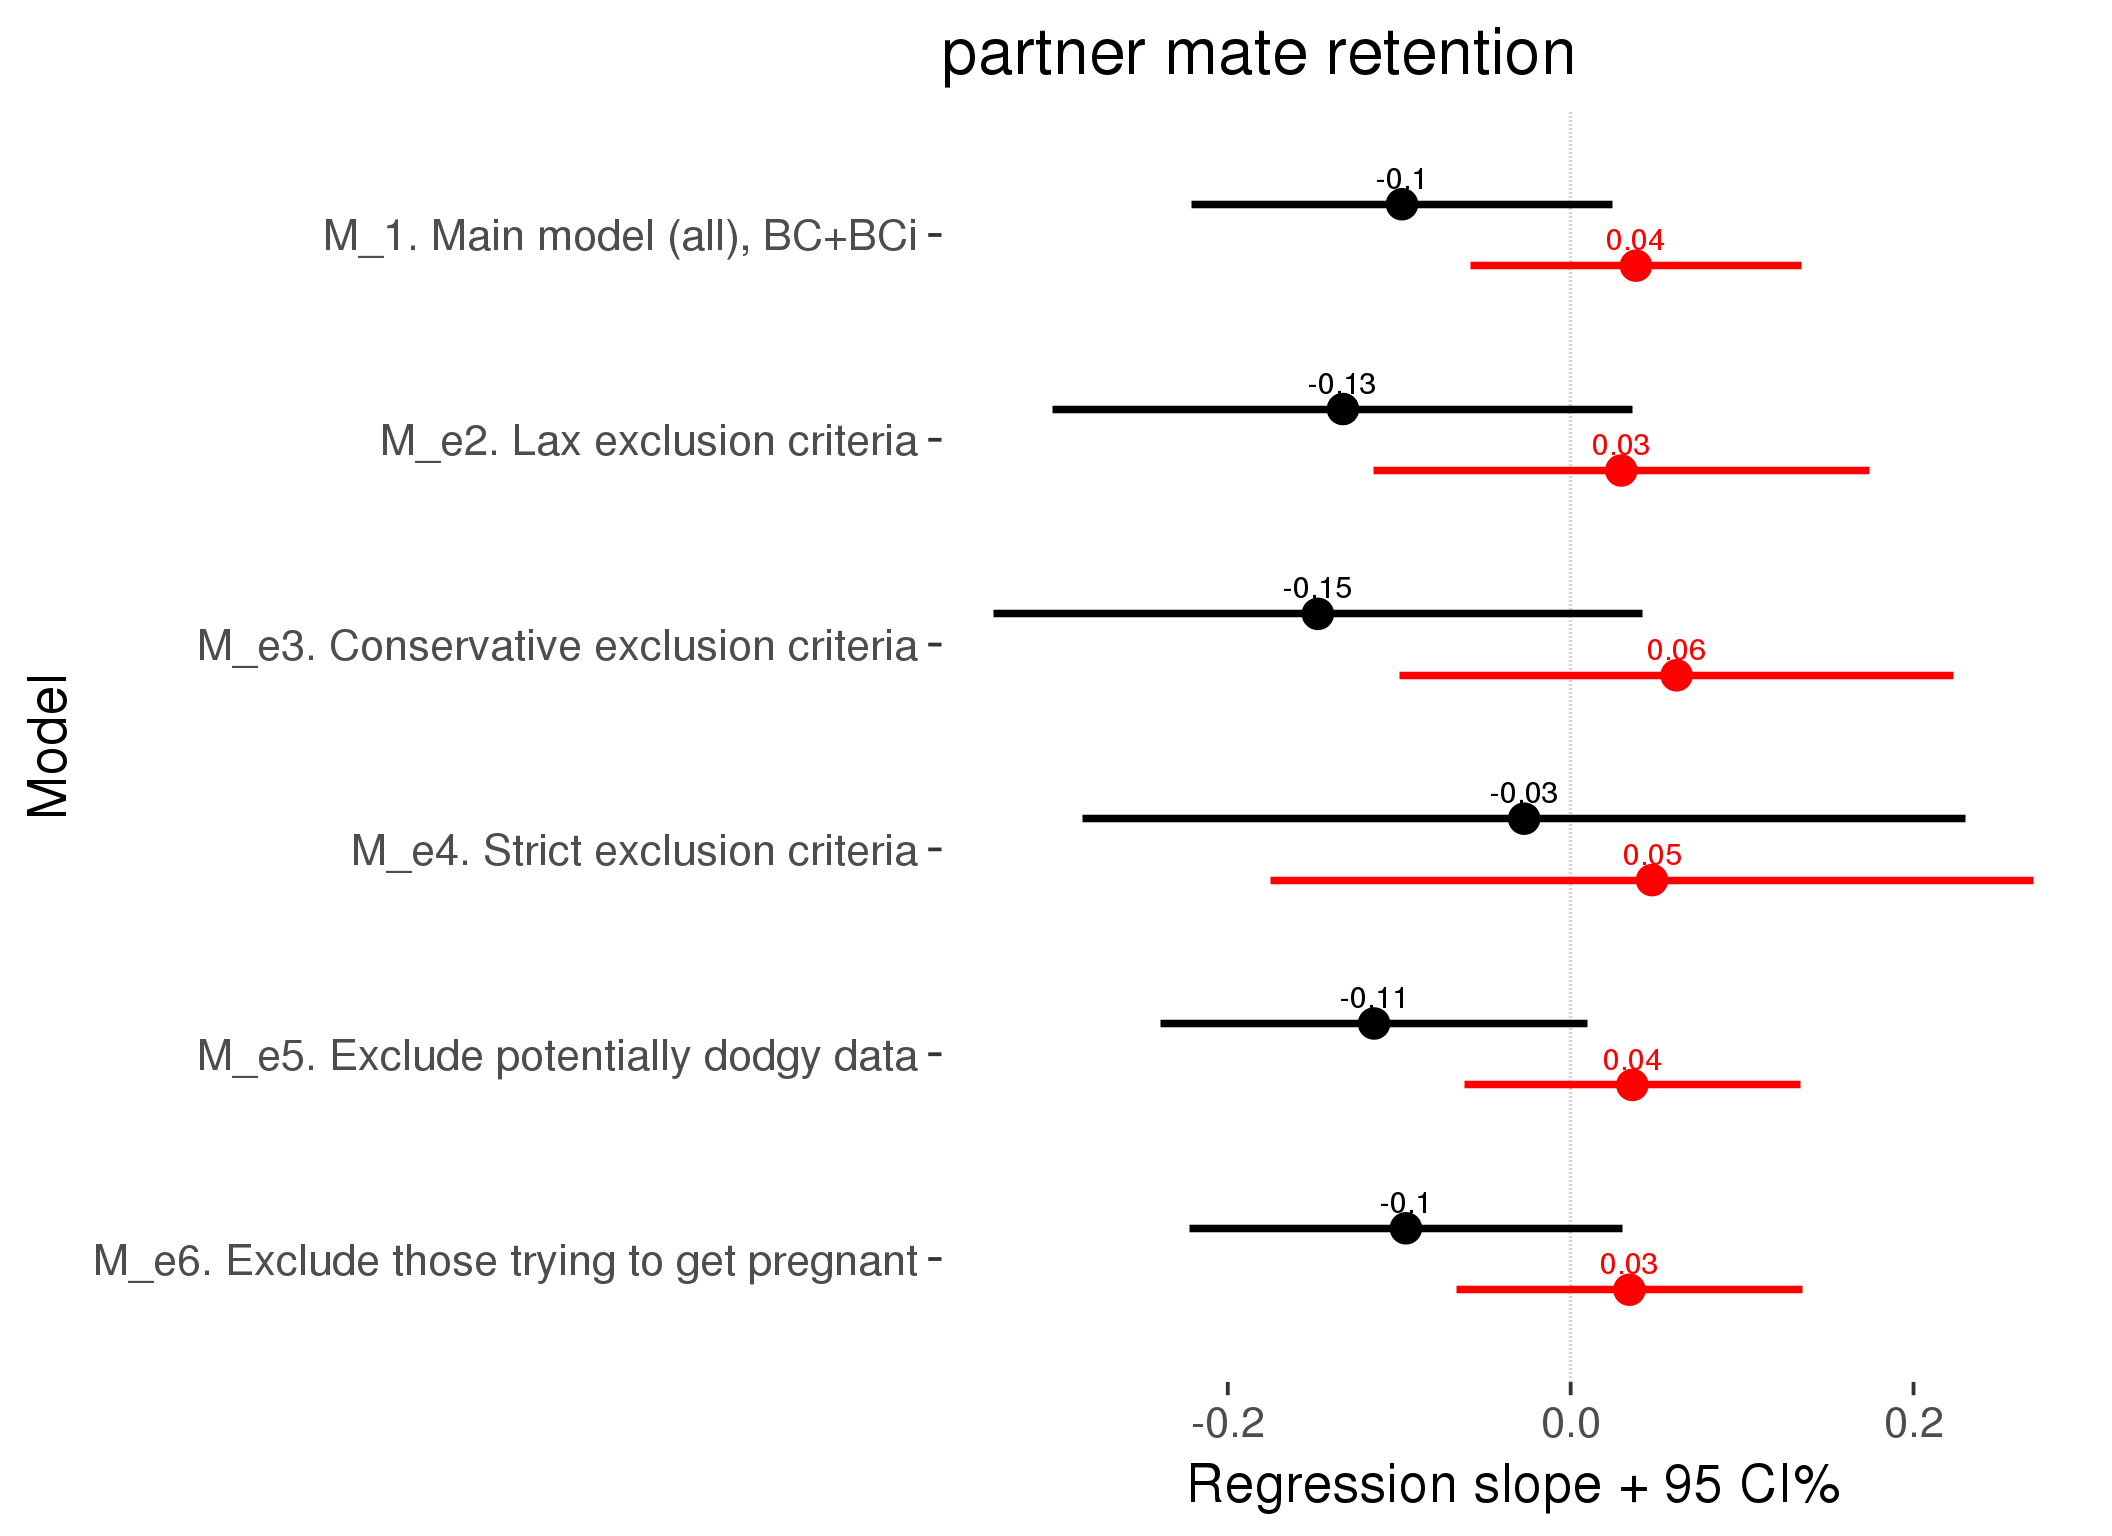 partner mate retention
Model
M_1. Main model (all), BC+BCi
-0.1
0.04
M_e2. Lax exclusion criteria
-0.13
0.03
M_e3. Conservative exclusion criteria
-0.15
0.06
M_e4. Strict exclusion criteria
-0.03
0.05
M_e5. Exclude potentially dodgy data
-0.11
0.04
M_e6. Exclude those trying to get pregnant
-0.1
0.03
-0.2 0.0 0.2
Regression slope + 95 CI%